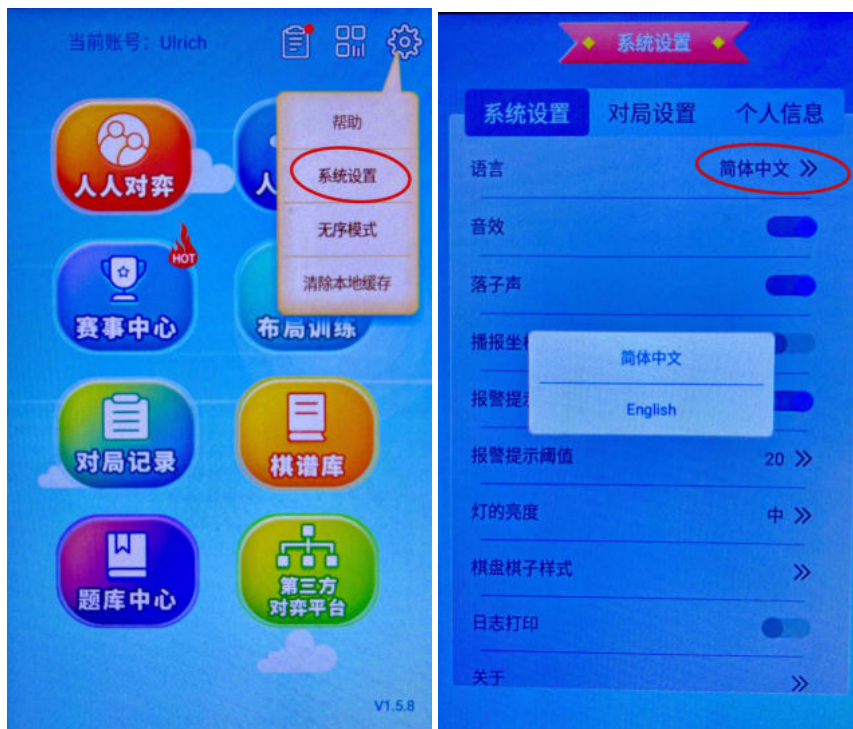 当前账号：Ulrich
帮助
系统设置
无序模式
清除本地缓存
人人对弈
人
HOT
赛事中心
布局训练
对局记录
棋谱库
题库中心
第三方
对弈平台
V1.5.8
系统设置
系统设置 对局设置 个人信息
语言 简体中文
音效
落子声
播报坐
简体中文
报警提
English
报警提示阈值 20
灯的亮度 中
棋盘棋子样式
日志打印
关于